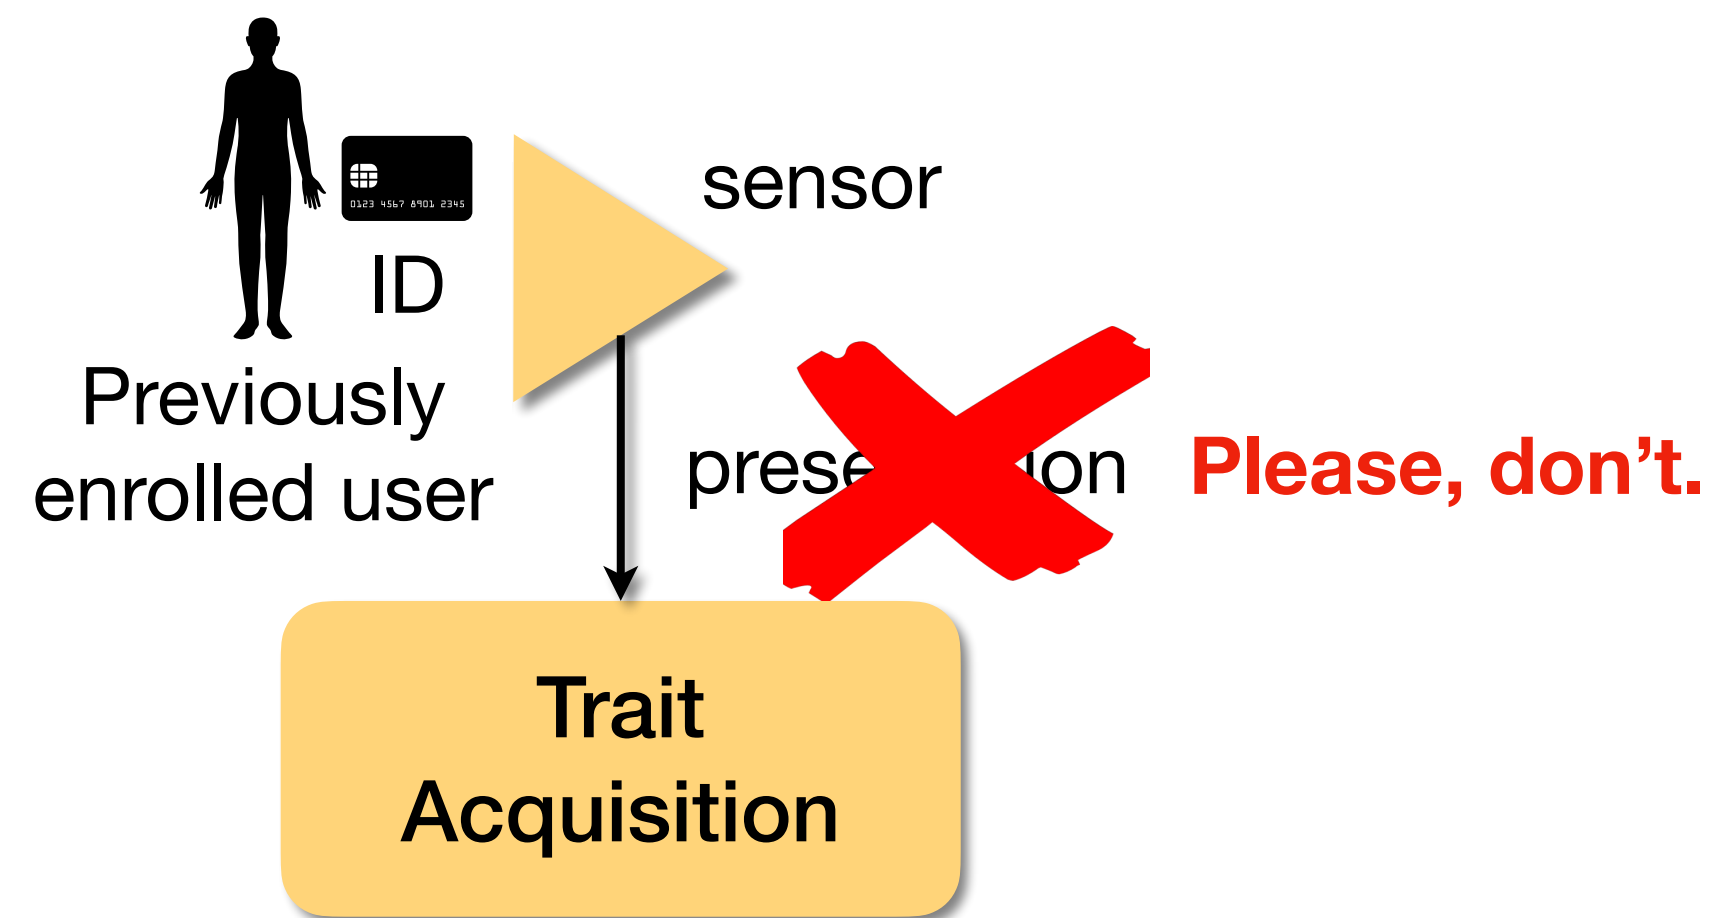 0123 4567 8901 2345
sensor
ID
Previously
enrolled user
Please, don’t.
Trait
Acquisition